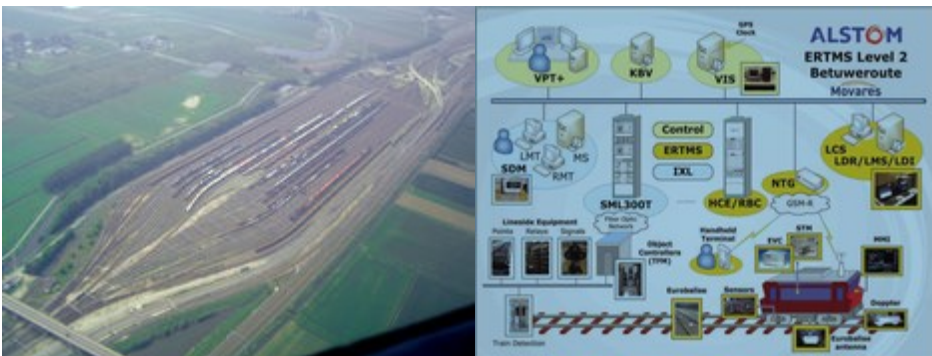 GPS
Clock
ALSTOM
ERTMS Level 2
Betuweroute
Movares
VPT+
KBV
VIS
LMT
MS
RMT
SDM
Control
ERTMS
IXL
SML300T
HCE/RBC
NTG
GSM-R
LCS
LDR/LMS/LDI
Fiber Optic
Network
Lineside Equipment
Points
Relays
Signals
Object
Controllers
(TFM)
Handheld
Terminal
EVC
STM
MMI
Eurobalise
Sensors
Doppler
Train Detection
Eurobalise
antenna